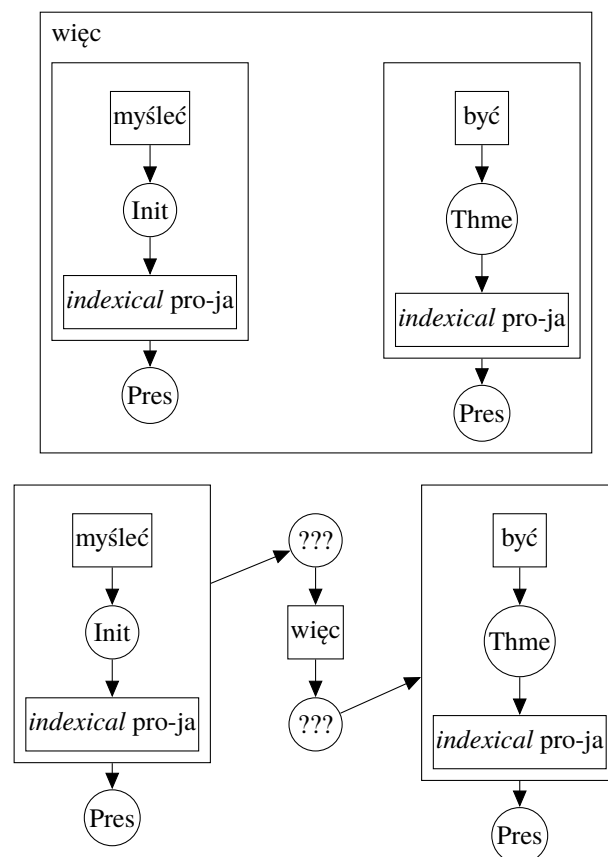 więc
myśleć
być
Init
Thme
indexical pro-ja
indexical pro-ja
Pres
Pres
myśleć
???
być
Init
więc
Thme
indexical pro-ja
???
indexical pro-ja
Pres
Pres